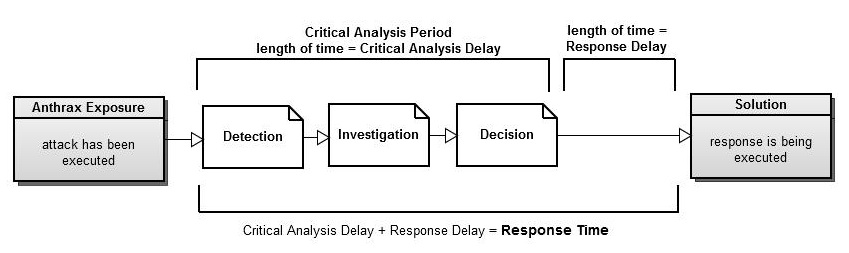 Critical Analysis Period
length of time = Critical Analysis Delay
length of time =
Response Delay
Anthrax Exposure
attack has been
executed
Detection
Investigation
Decision
Solution
response is being
executed
Critical Analysis Delay + Response Delay = Response Time